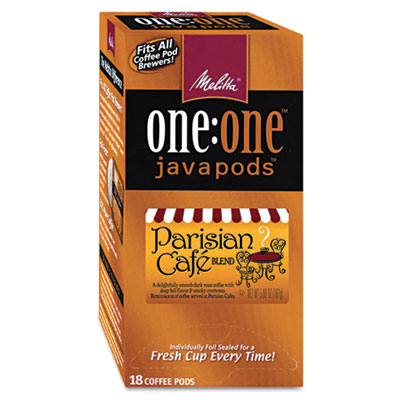 Fits All
Coffee Pod
Brewers!
Melitta®
one:one™
javapods™
Parisian
Café
BLEND
A delightfully smooth dark roast coffee with
deep full flavor & smoky overtones.
Reminiscent of coffee served at Parisian Cafés.
Individually Foil Sealed for a
Fresh Cup Every Time!
18 COFFEE PODS